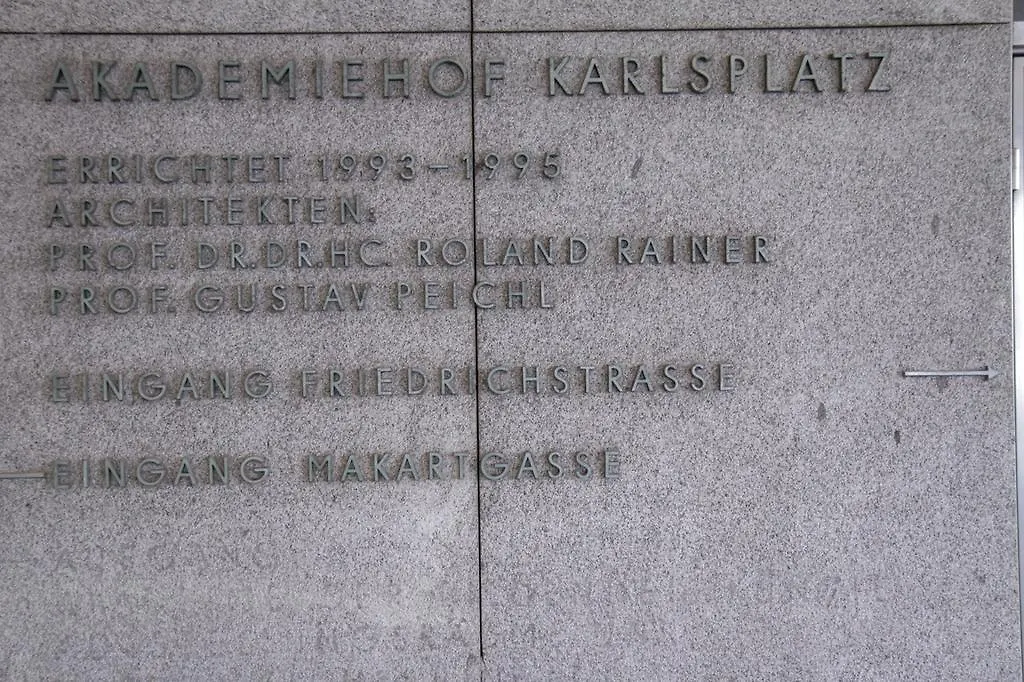 AKADEMIEHOF KARLSPLATZ
ERRICHTET 1993–1995
ARCHITEKTEN:
PROF. DR.DR.HC. ROLAND RAINER
PROF. GUSTAV PEICHL
EINGANG FRIEDRICHSTRASSE
EINGANG MAKARTGASSE